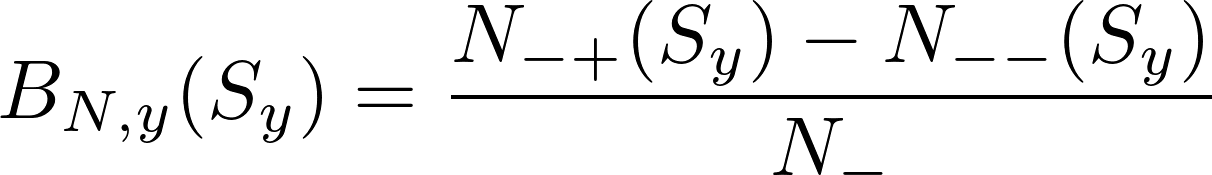 B_{N,y}(S_y) = \frac{N_{-+}(S_y) - N_{--}(S_y)}{N_-}